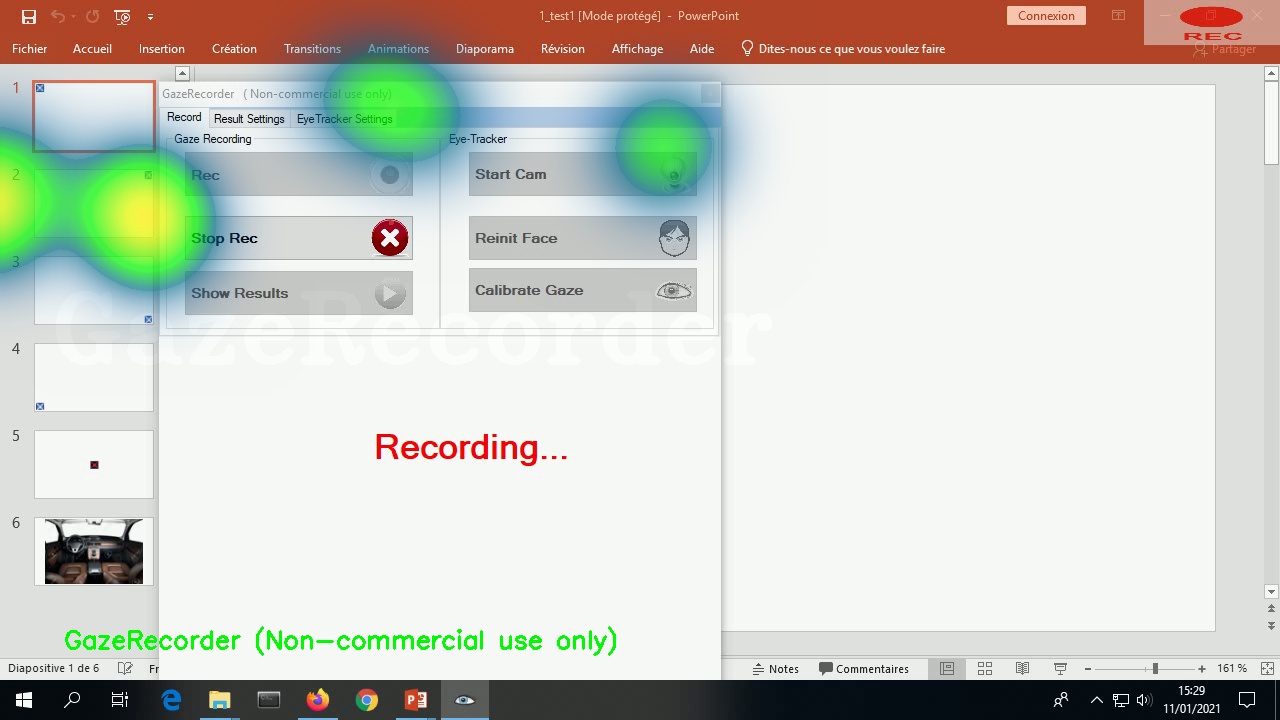 1_test1 [Mode protégé] - PowerPoint
Connexion
REC
Fichier Accueil Insertion Création Transitions Animations Diaporama Révision Affichage Aide Dites-nous ce que vous voulez faire Partager
GazeRecorder ( Non-commercial use only)
Record Result Settings EyeTracker Settings
Gaze Recording
Eye-Tracker
Rec
Start Cam
Stop Rec
Reinit Face
Show Results
Calibrate Gaze
GazeRecorder
Recording...
1
2
3
4
5
6
GazeRecorder (Non-commercial use only)
Diapositive 1 de 6 Fr
Notes Commentaires 161 %
15:29
11/01/2021